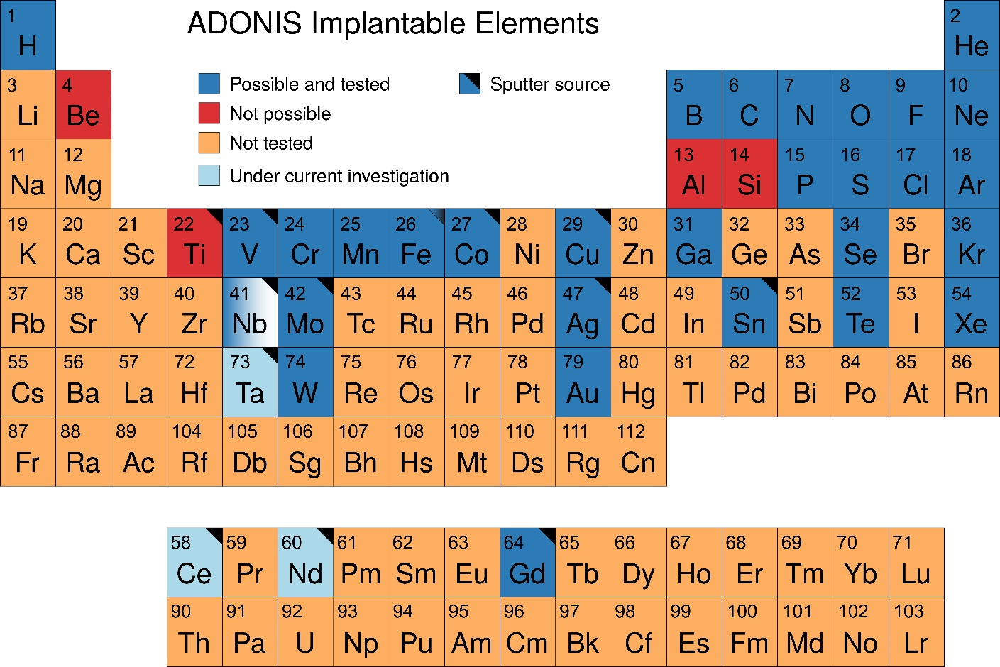 ADONIS Implantable Elements
Possible and tested
Sputter source
Not possible
Not tested
Under current investigation
1 2
H He
3 4 5 6 7 8 9 10
Li Be B C N O F Ne
11 12 13 14 15 16 17 18
Na Mg Al Si P S Cl Ar
19 20 21 22 23 24 25 26 27 28 29 30 31 32 33 34 35 36
K Ca Sc Ti V Cr Mn Fe Co Ni Cu Zn Ga Ge As Se Br Kr
37 38 39 40 41 42 43 44 45 46 47 48 49 50 51 52 53 54
Rb Sr Y Zr Nb Mo Tc Ru Rh Pd Ag Cd In Sn Sb Te I Xe
55 56 57 72 73 74 75 76 77 78 79 80 81 82 83 84 85 86
Cs Ba La Hf Ta W Re Os Ir Pt Au Hg Tl Pd Bi Po At Rn
87 88 89 104 105 106 107 108 109 110 111 112
Fr Ra Ac Rf Db Sg Bh Hs Mt Ds Rg Cn
58 59 60 61 62 63 64 65 66 67 68 69 70 71
Ce Pr Nd Pm Sm Eu Gd Tb Dy Ho Er Tm Yb Lu
90 91 92 93 94 95 96 97 98 99 100 101 102 103
Th Pa U Np Pu Am Cm Bk Cf Es Fm Md No Lr